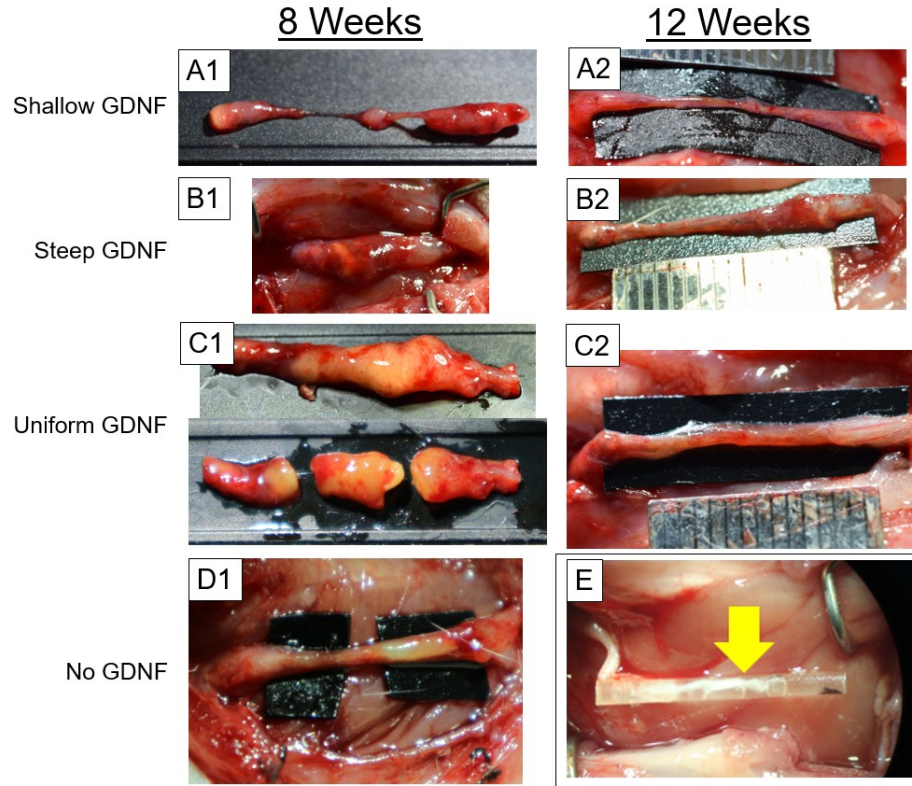 8 Weeks
12 Weeks
Shallow GDNF
A1
A2
Steep GDNF
B1
B2
Uniform GDNF
C1
C2
No GDNF
D1
E